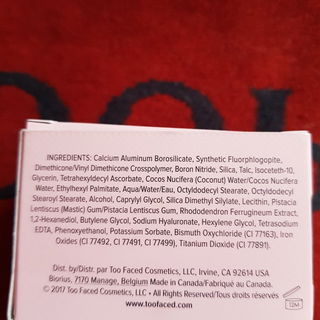 INGREDIENTS: Calcium Aluminum Borosilicate, Synthetic Fluorphlogopite,
Dimethicone/Vinyl Dimethicone Crosspolymer, Boron Nitride, Silica, Talc, Isoceteth-10,
Glycerin, Tetrahexyldecyl Ascorbate, Cocos Nucifera (Coconut) Water/Cocos Nucifera
Water, Ethylhexyl Palmitate, Aqua/Water/Eau, Octyldodecyl Stearate, Octyldodecyl
Stearoyl Stearate, Alcohol, Caprylyl Glycol, Silica Dimethyl Silylate, Lecithin, Pistacia
Lentiscus (Mastic) Gum/Pistacia Lentiscus Gum, Rhododendron Ferrugineum Extract,
1,2-Hexanediol, Butylene Glycol, Sodium Hyaluronate, Hexylene Glycol, Tetrasodium
EDTA, Phenoxyethanol, Potassium Sorbate, Bismuth Oxychloride (CI 77163), Iron
Oxides (CI 77492, CI 77491, CI 77499), Titanium Dioxide (CI 77891).
Dist. by/Distr. par Too Faced Cosmetics, LLC, Irvine, CA 92614 USA
Bsorius, 7170 Manage, Belgium Made in Canada/Fabriqué au Canada.
© 2017 Too Faced Cosmetics, LLC • All Rights Reserved/Tous droits réservés
www.toofaced.com
12M